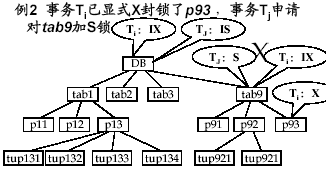 例2 事务Ti已显式X封锁了p93，事务Tj申请
对tab9加S锁
Ti：IX
Tj：IS
DB
Tj：S
X
Ti：IX
tab1
tab2
tab3
tab9
Ti：X
p11
p12
p13
p91
p92
p93
tup131
tup132
tup133
tup134
tup921
tup921